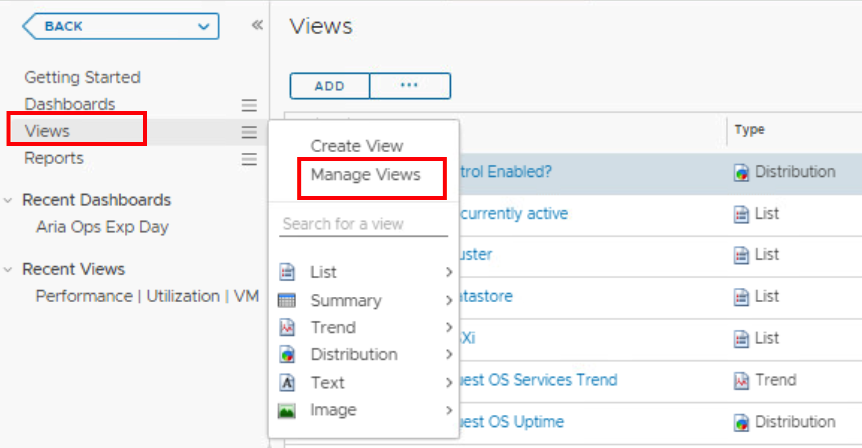 BACK
Getting Started
Dashboards
Views
Reports
Recent Dashboards
Aria Ops Exp Day
Recent Views
Performance | Utilization | VM
Views
ADD
Create View
Manage Views
Search for a view
List
Summary
Trend
Distribution
Text
Image
Type
trol Enabled?
Distribution
currently active
List
uster
List
tastore
List
Xi
List
uest OS Services Trend
Trend
uest OS Uptime
Distribution